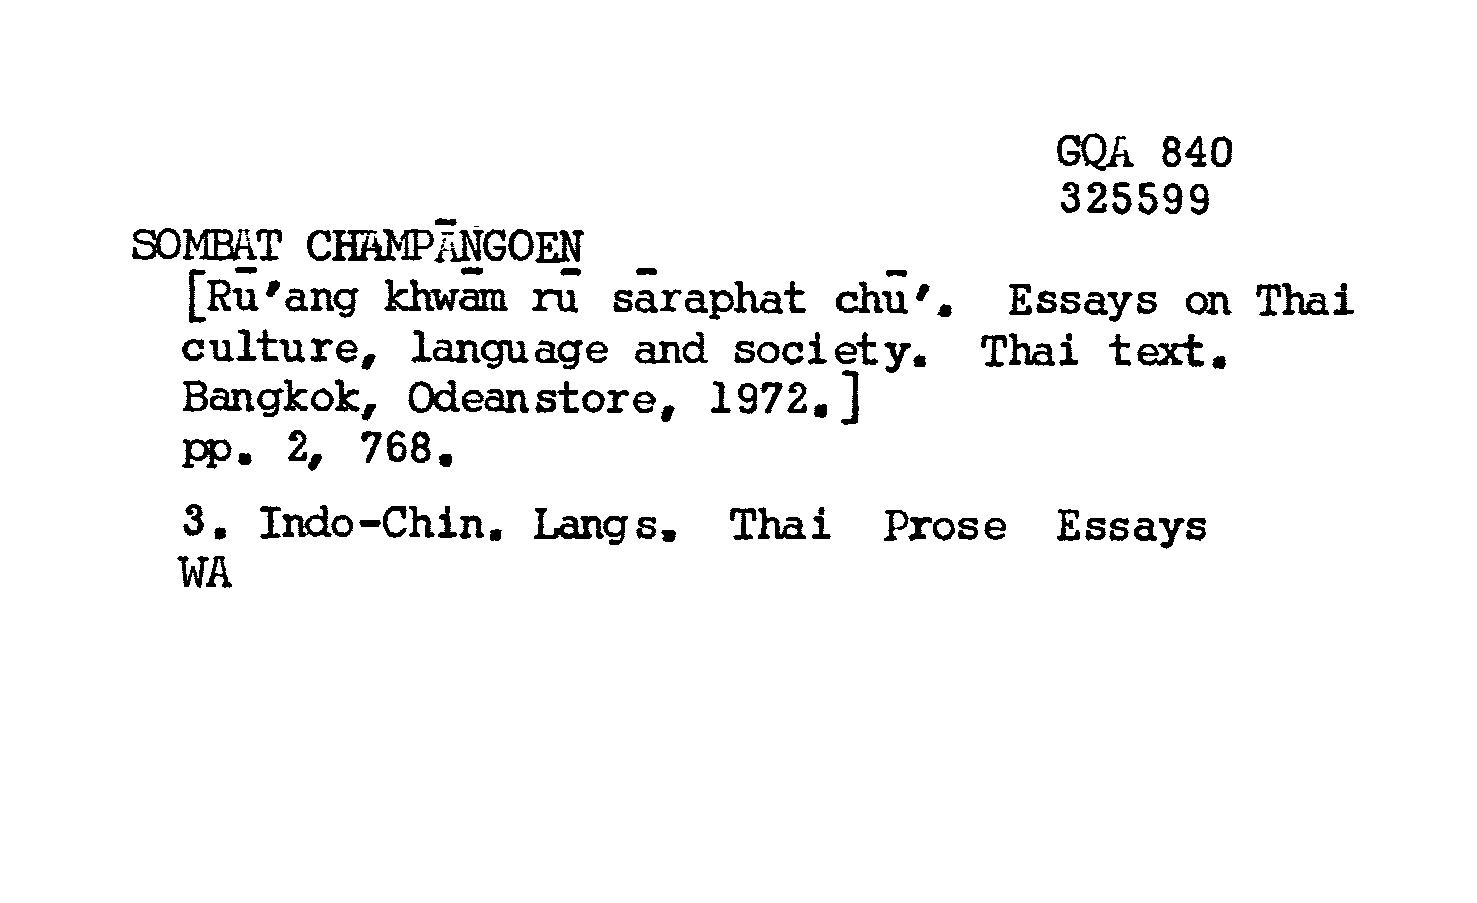 GQA 840
325599
SOMBAT CHAMPĀNGOEN
[Rū'ang khwām rū sāraphat chū'. Essays on Thai
culture, language and society. Thai text.
Bangkok, Odeanstore, 1972.]
pp. 2, 768.
3. Indo-Chin. Langs. Thai Prose Essays
WA